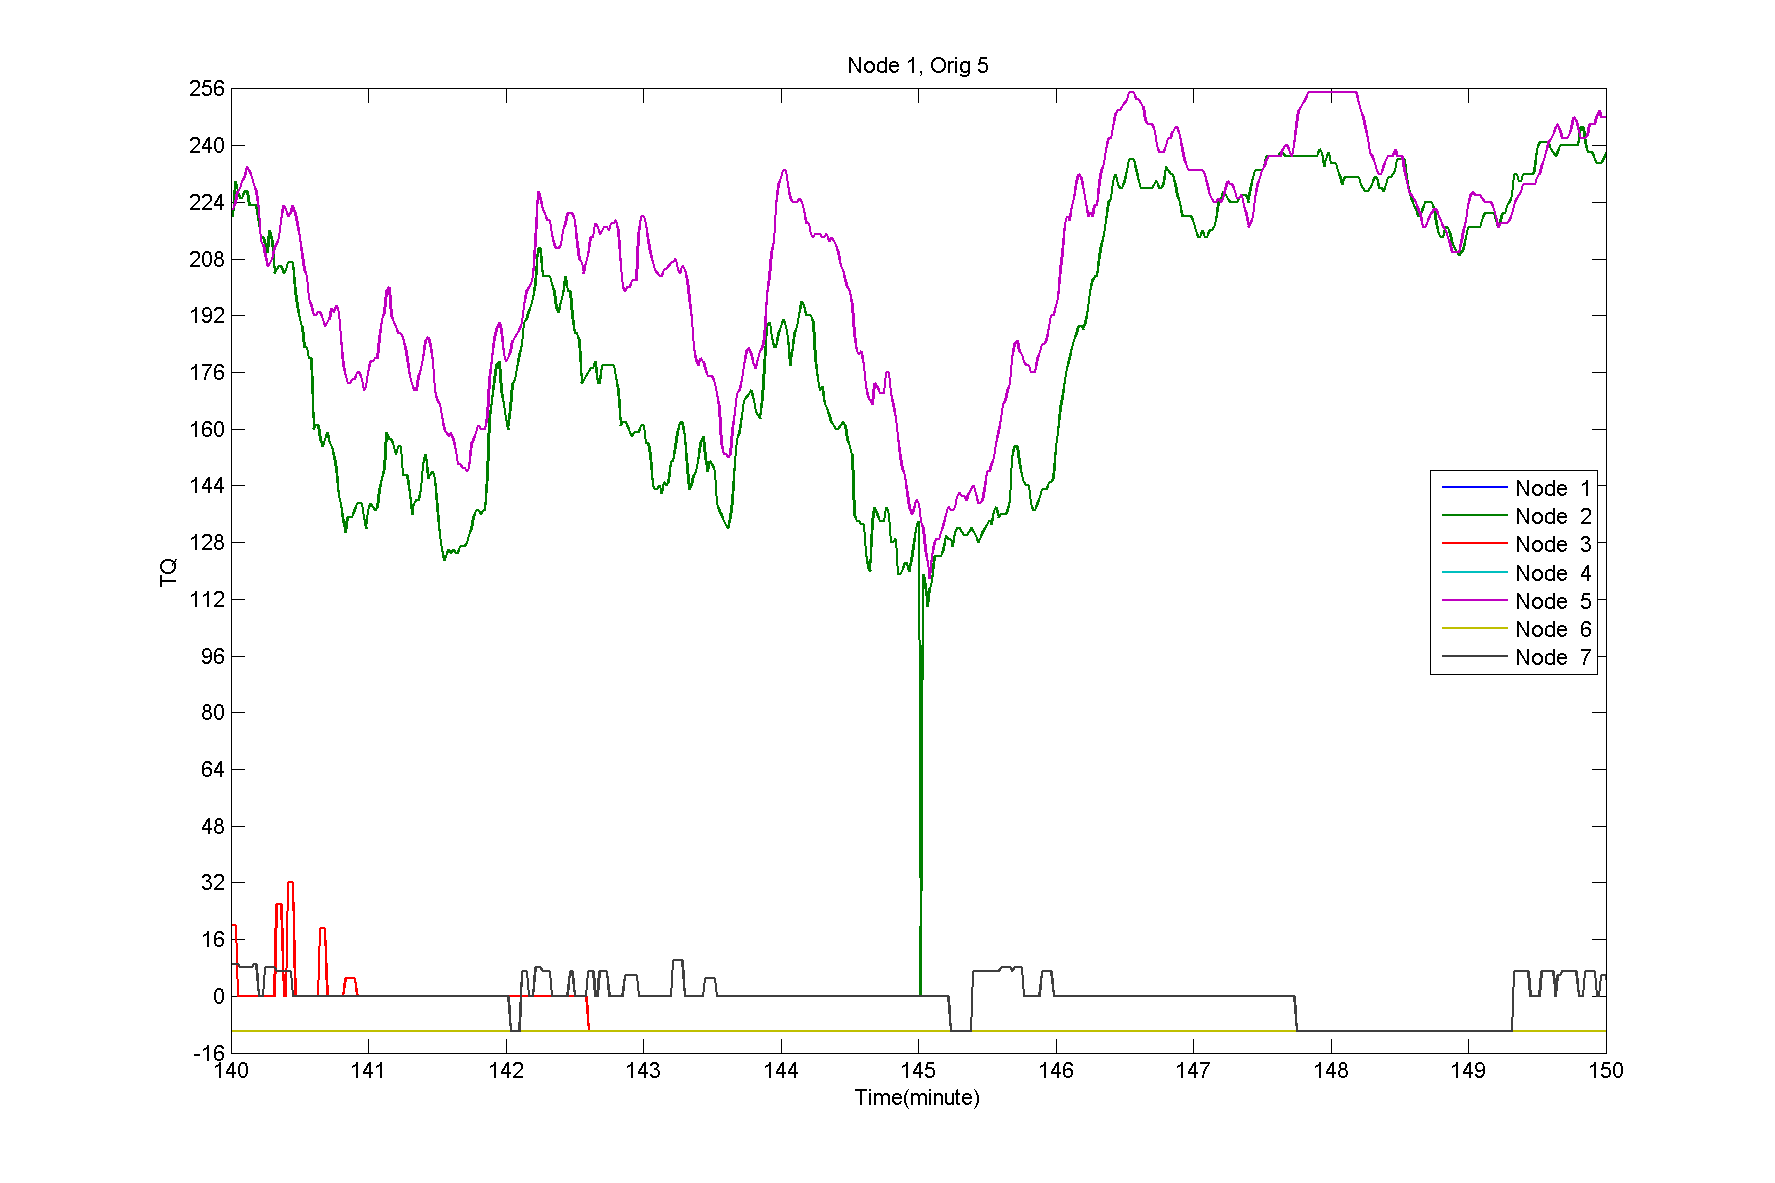 Node 1, Orig 5
256
240
224
208
192
176
160
144
128
112
96
80
64
48
32
16
0
-16
TQ
140 141 142 143 144 145 146 147 148 149 150
Time(minute)
Node 1
Node 2
Node 3
Node 4
Node 5
Node 6
Node 7